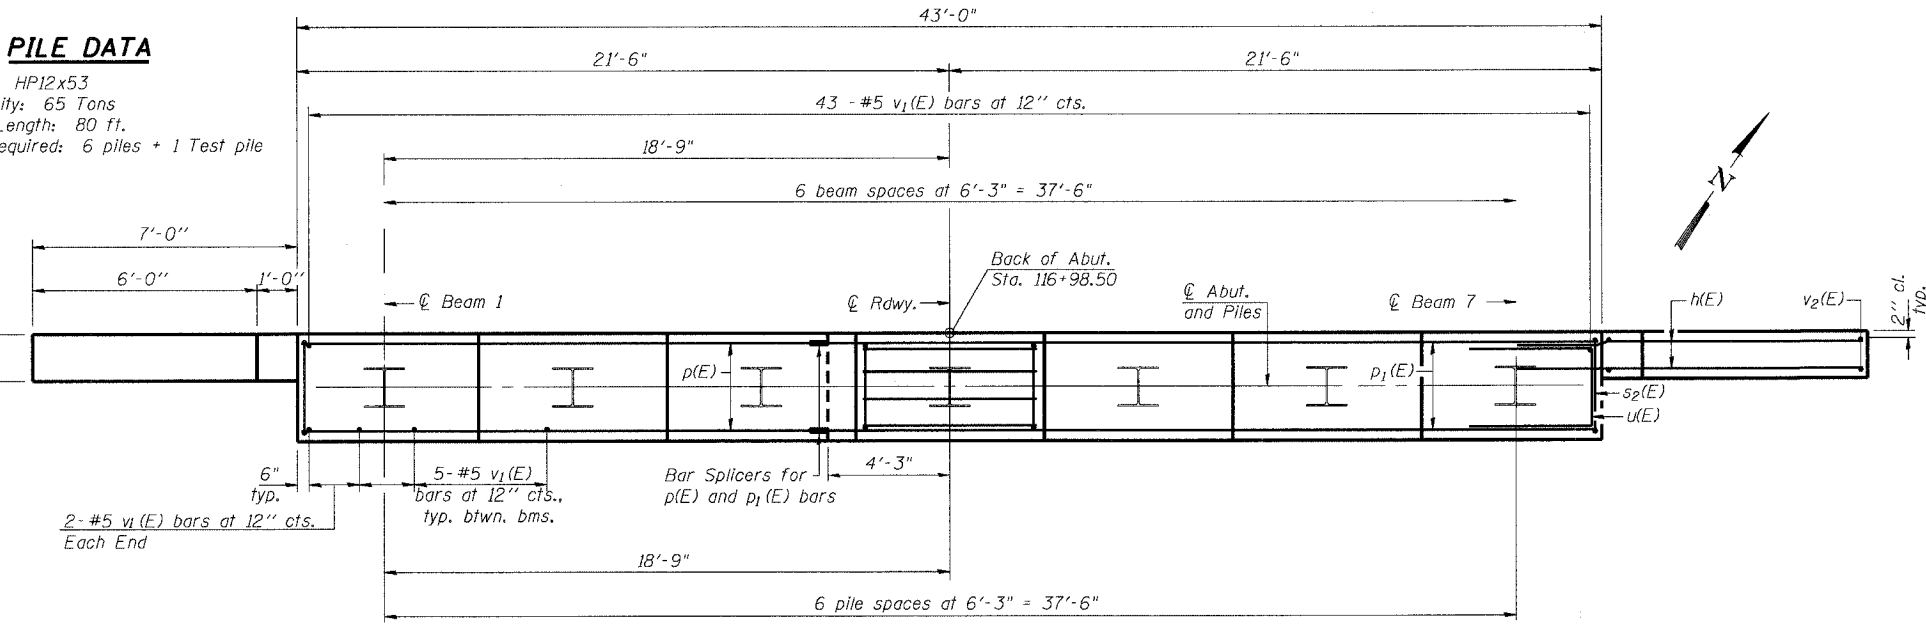 PILE DATA
HP12x53
ity: 65 Tons
Length: 80 ft.
equired: 6 piles + 1 Test pile
43'-0"
21'-6"
21'-6"
43 - #5 v1(E) bars at 12" cts.
18'-9"
6 beam spaces at 6'-3" = 37'-6"
N
7'-0"
6'-0"
1'-0"
Back of Abut.
Sta. 116+98.50
℄ Beam 1
℄ Rdwy.
℄ Abut.
and Piles
℄ Beam 7
h(E)
v2(E)
2" cl.
typ.
p(E)
p1(E)
s2(E)
u(E)
6"
typ.
5- #5 v1(E)
bars at 12" cts.,
typ. btwn. bms.
Bar Splicers for
p(E) and p1(E) bars
4'-3"
2- #5 v1(E) bars at 12" cts.
Each End
18'-9"
6 pile spaces at 6'-3" = 37'-6"